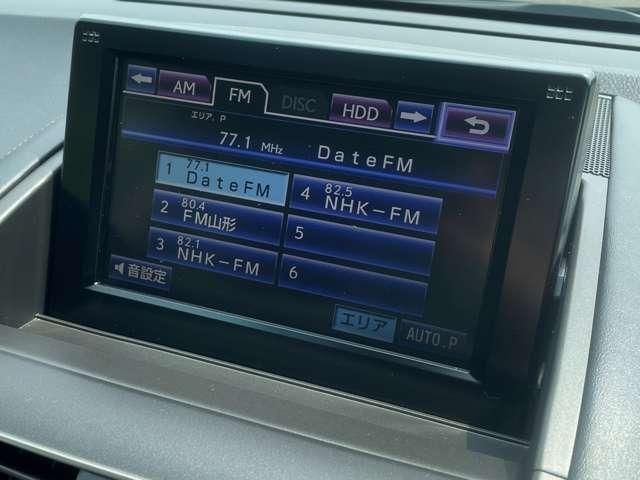 AM FM DISC HDD
エリア. P
77.1 MHz DateFM
1 77.1 DateFM
2 80.4 FM山形
3 82.1 NHK-FM
4 82.5 NHK-FM
5
6
音設定
エリア AUTO.P